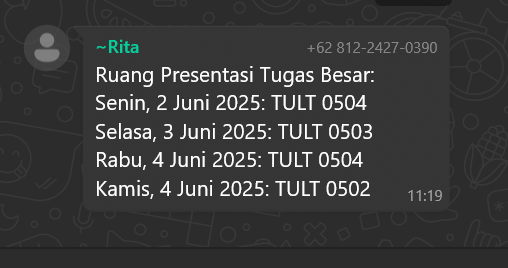 ~Rita +62 812-2427-0390
Ruang Presentasi Tugas Besar:
Senin, 2 Juni 2025: TULT 0504
Selasa, 3 Juni 2025: TULT 0503
Rabu, 4 Juni 2025: TULT 0504
Kamis, 4 Juni 2025: TULT 0502
11:19